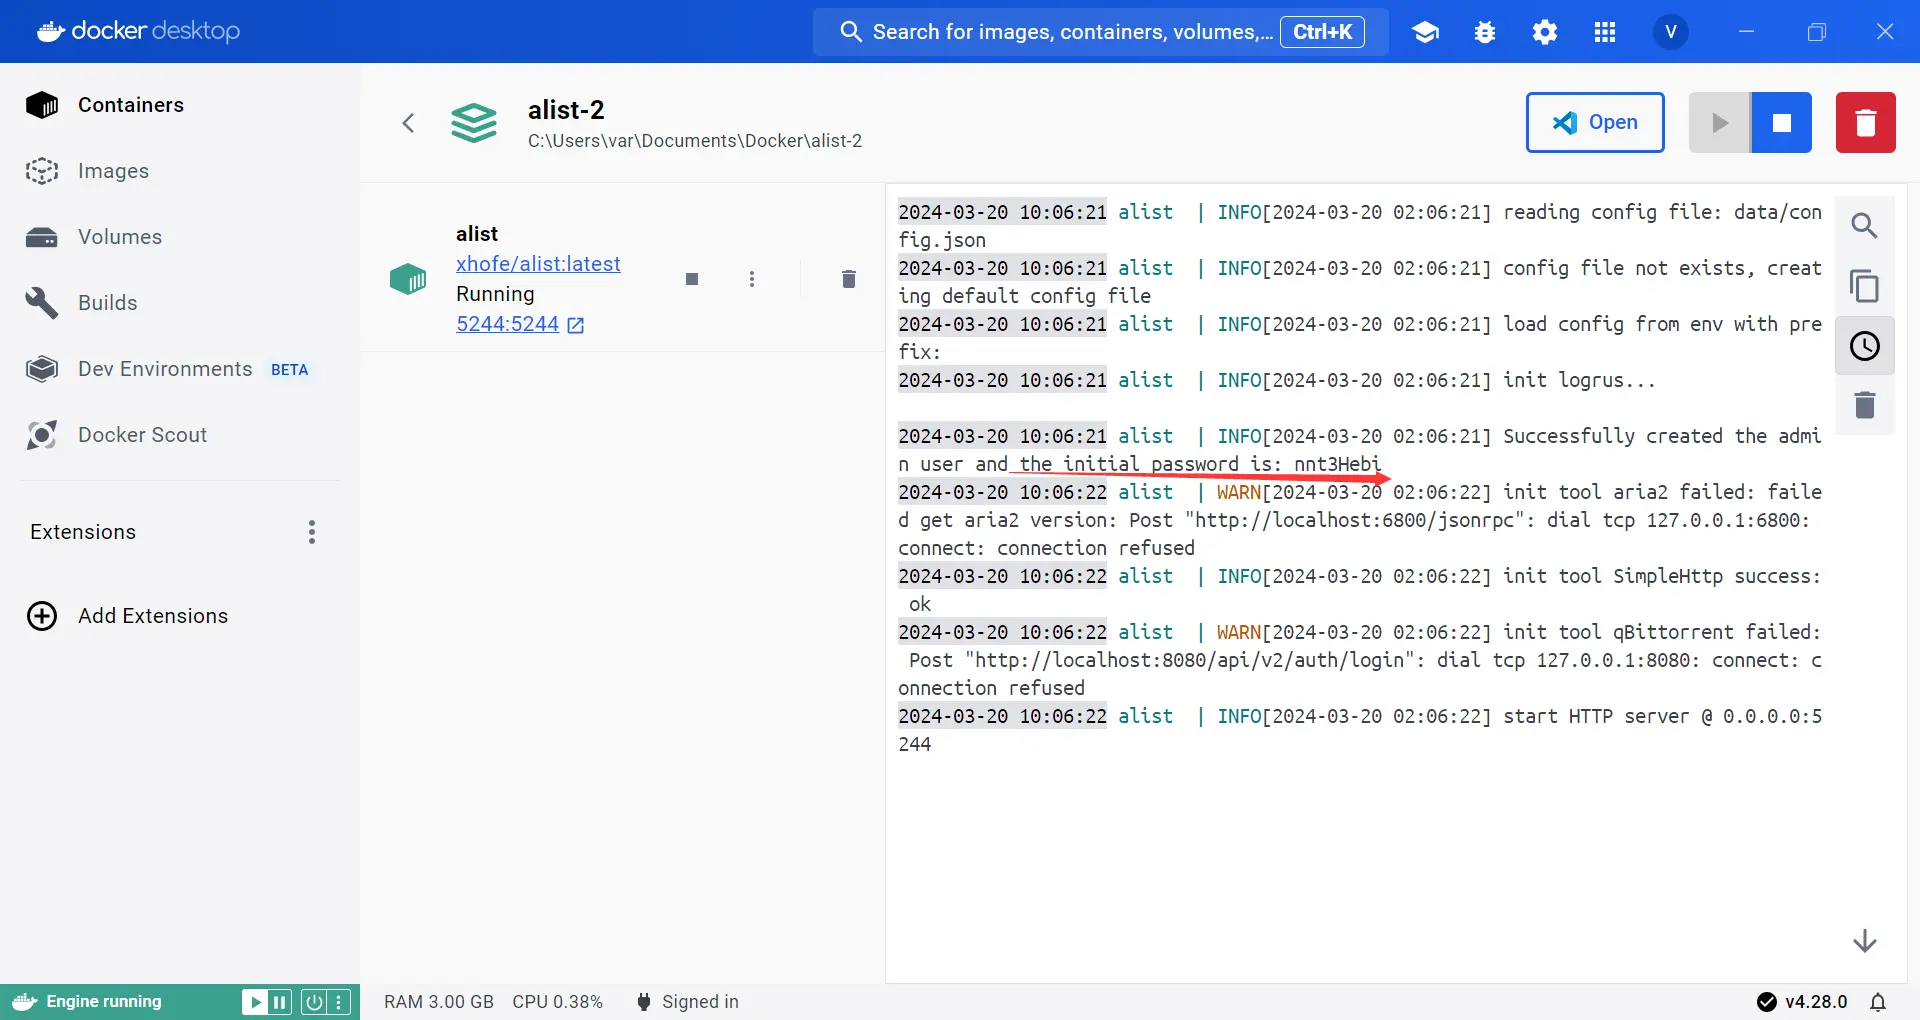 docker desktop
Search for images, containers, volumes,... Ctrl+K
V
Containers
Images
Volumes
Builds
Dev Environments BETA
Docker Scout
Extensions
Add Extensions
alist-2
C:\Users\var\Documents\Docker\alist-2
Open
alist
xhofe/alist:latest
Running
5244:5244
2024-03-20 10:06:21 alist | INFO[2024-03-20 02:06:21] reading config file: data/con
fig.json
2024-03-20 10:06:21 alist | INFO[2024-03-20 02:06:21] config file not exists, creat
ing default config file
2024-03-20 10:06:21 alist | INFO[2024-03-20 02:06:21] load config from env with pre
fix:
2024-03-20 10:06:21 alist | INFO[2024-03-20 02:06:21] init logrus...
2024-03-20 10:06:21 alist | INFO[2024-03-20 02:06:21] Successfully created the admi
n user and the initial password is: nnt3Hebi
2024-03-20 10:06:22 alist | WARN[2024-03-20 02:06:22] init tool aria2 failed: faile
d get aria2 version: Post "http://localhost:6800/jsonrpc": dial tcp 127.0.0.1:6800:
connect: connection refused
2024-03-20 10:06:22 alist | INFO[2024-03-20 02:06:22] init tool SimpleHttp success:
ok
2024-03-20 10:06:22 alist | WARN[2024-03-20 02:06:22] init tool qBittorrent failed:
Post "http://localhost:8080/api/v2/auth/login": dial tcp 127.0.0.1:8080: connect: c
onnection refused
2024-03-20 10:06:22 alist | INFO[2024-03-20 02:06:22] start HTTP server @ 0.0.0.0:5
244
Engine running
RAM 3.00 GB CPU 0.38% Signed in
v4.28.0